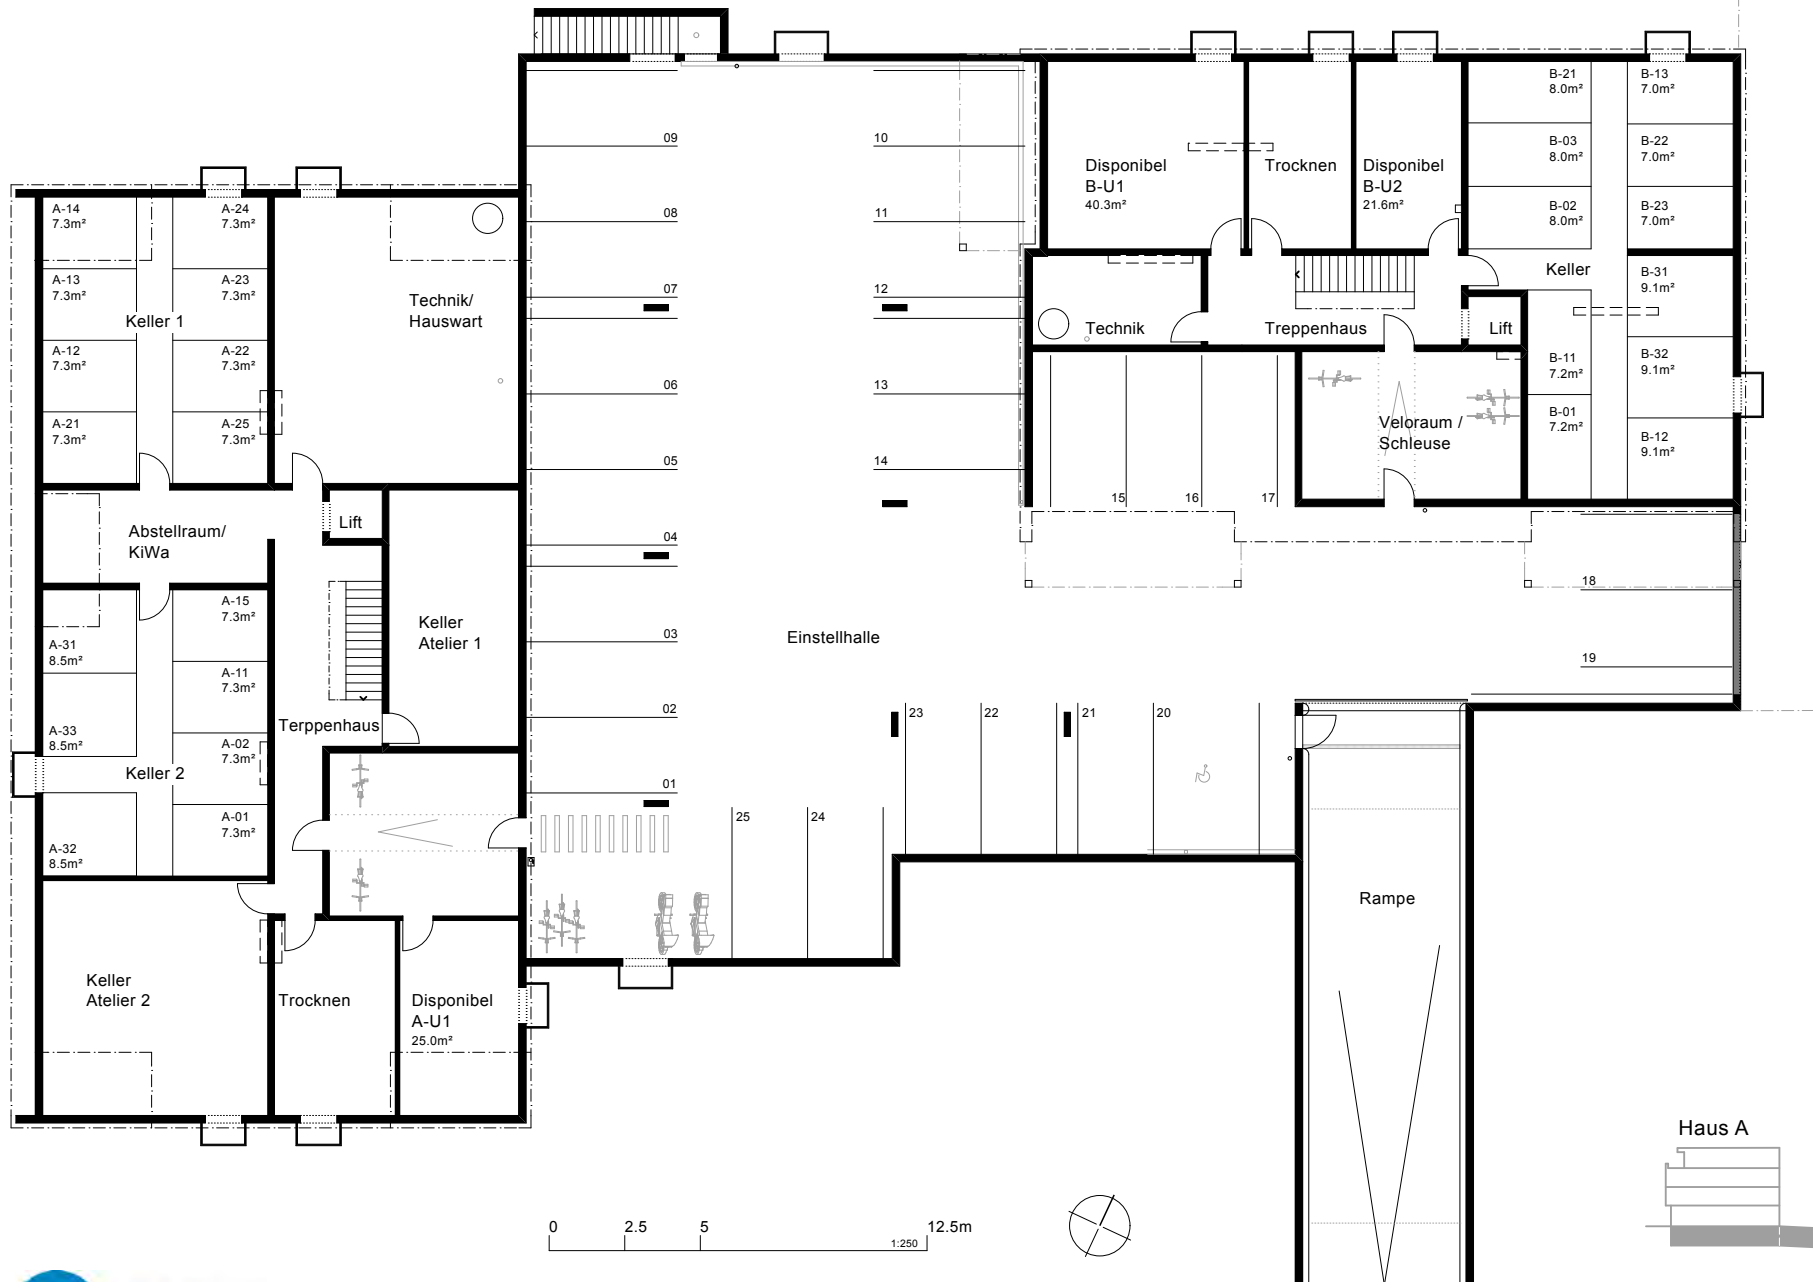 A-14
7.3m²
A-24
7.3m²
A-13
7.3m²
A-23
7.3m²
Keller 1
A-12
7.3m²
A-22
7.3m²
A-21
7.3m²
A-25
7.3m²
Technik/
Hauswart
Abstellraum/
KiWa
Lift
A-15
7.3m²
A-31
8.5m²
A-11
7.3m²
A-33
8.5m²
A-02
7.3m²
Keller 2
A-01
7.3m²
A-32
8.5m²
Keller
Atelier 1
Terppenhaus
Keller
Atelier 2
Trocknen
Disponibel
A-U1
25.0m²
09
08
07
06
05
04
03
02
01
10
11
12
13
14
Einstellhalle
15
16
17
18
19
23
22
21
20
25
24
Disponibel
B-U1
40.3m²
Trocknen
Disponibel
B-U2
21.6m²
B-21
8.0m²
B-13
7.0m²
B-03
8.0m²
B-22
7.0m²
B-02
8.0m²
B-23
7.0m²
Keller
B-31
9.1m²
Technik
Treppenhaus
Lift
B-11
7.2m²
B-32
9.1m²
B-01
7.2m²
B-12
9.1m²
Veloraum /
Schleuse
Rampe
0 2.5 5 12.5m
1:250
Haus A